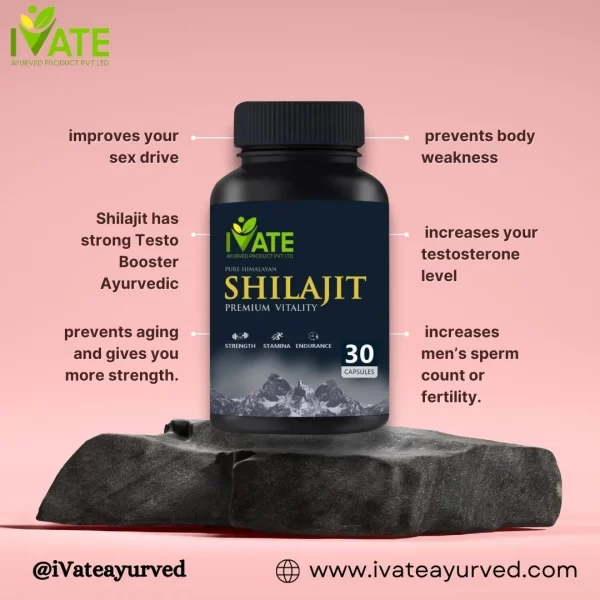 IVATE
AYURVED PRODUCT PVT LTD
improves your
sex drive
Shilajit has
strong Testo
Booster
Ayurvedic
prevents aging
and gives you
more strength.
IVATE
AYURVED PRODUCT PVT LTD
PURE HIMALAYAN
SHILAJIT
PREMIUM VITALITY
STRENGTH STAMINA ENDURANCE
30
CAPSULES
prevents body
weakness
increases your
testosterone
level
increases
men's sperm
count or
fertility.
@iVateayurved
www.ivateayurved.com